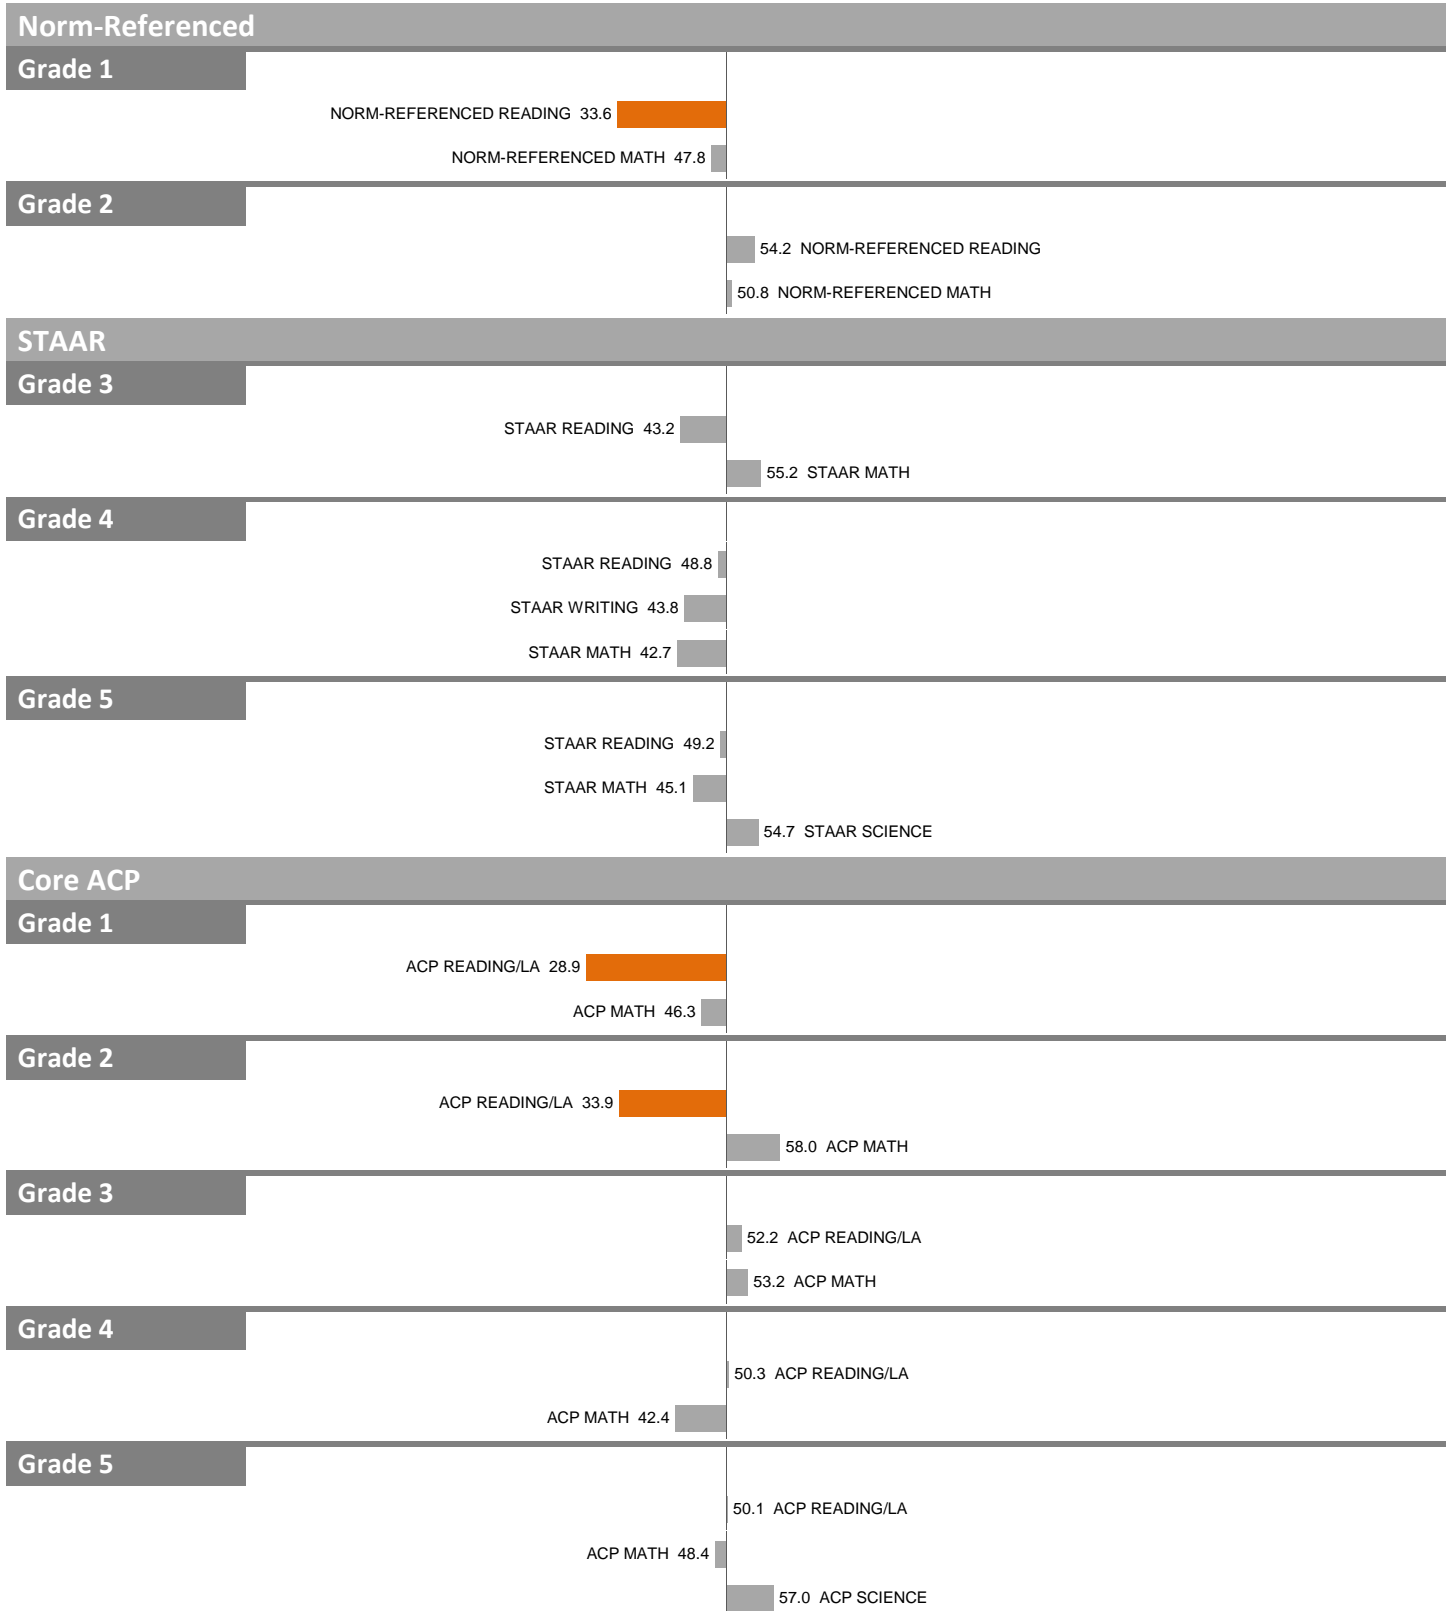 Norm-Referenced
Grade 1
NORM-REFERENCED READING 33.6
NORM-REFERENCED MATH 47.8
Grade 2
54.2 NORM-REFERENCED READING
50.8 NORM-REFERENCED MATH
STAAR
Grade 3
STAAR READING 43.2
55.2 STAAR MATH
Grade 4
STAAR READING 48.8
STAAR WRITING 43.8
STAAR MATH 42.7
Grade 5
STAAR READING 49.2
STAAR MATH 45.1
54.7 STAAR SCIENCE
Core ACP
Grade 1
ACP READING/LA 28.9
ACP MATH 46.3
Grade 2
ACP READING/LA 33.9
58.0 ACP MATH
Grade 3
52.2 ACP READING/LA
53.2 ACP MATH
Grade 4
50.3 ACP READING/LA
ACP MATH 42.4
Grade 5
50.1 ACP READING/LA
ACP MATH 48.4
57.0 ACP SCIENCE